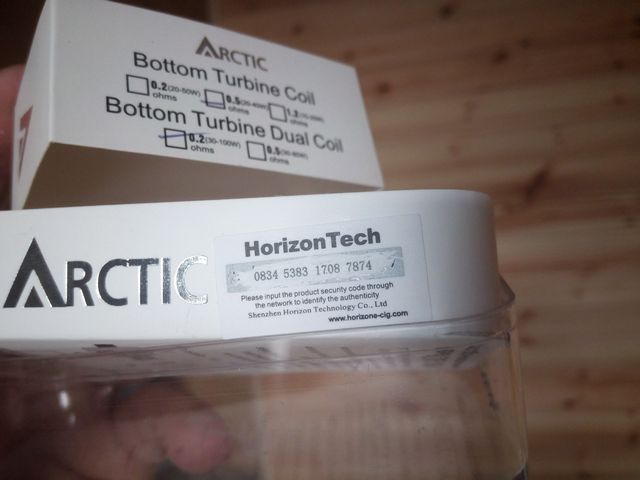 ARCTIC
Bottom Turbine Coil
0.2(20-50W) ohms 0.5(20-40W) ohms 1.2
Bottom Turbine Dual Coil
0.2(30-100W) ohms 0.5 ohms
ARCTIC
HorizonTech
0834 5383 1708 7874
Please input the product security code through
the network to identify the authenticity
Shenzhen Horizon Technology Co., Ltd
www.horizone-cig.com